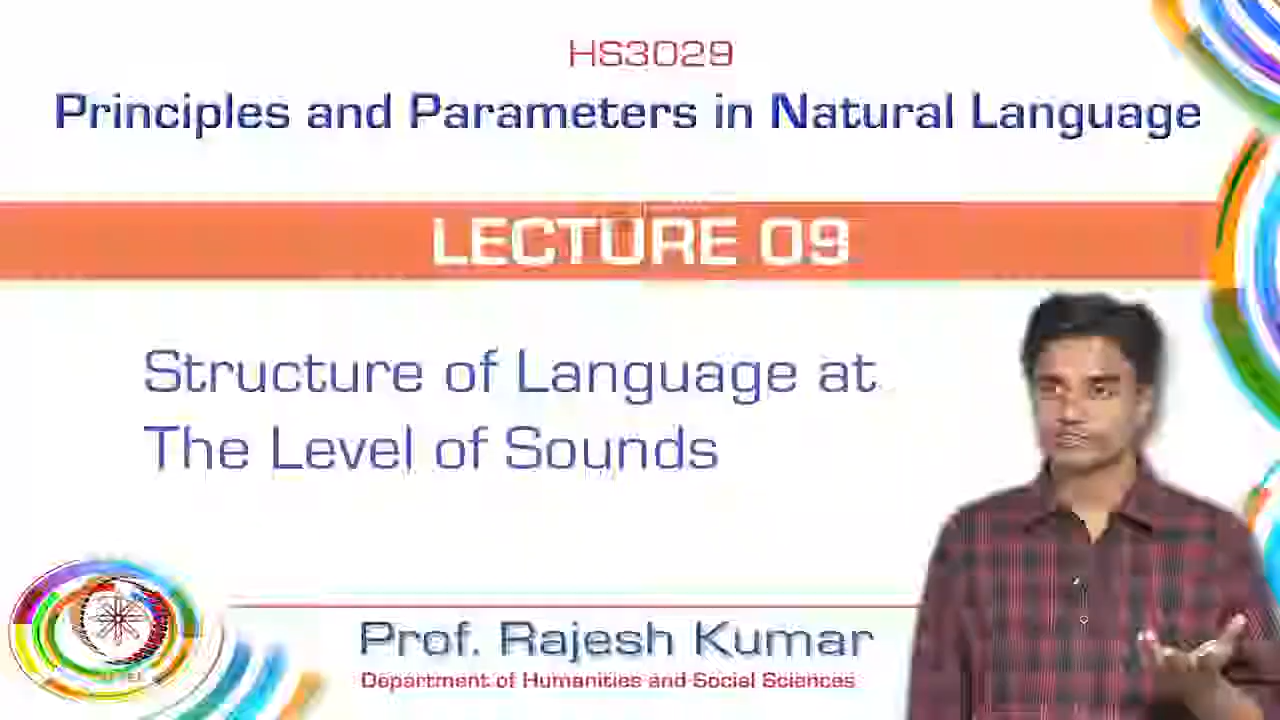 HS3029
Principles and Parameters in Natural Language
LECTURE 09
Structure of Language at
The Level of Sounds
Prof. Rajesh Kumar
Department of Humanities and Social Sciences